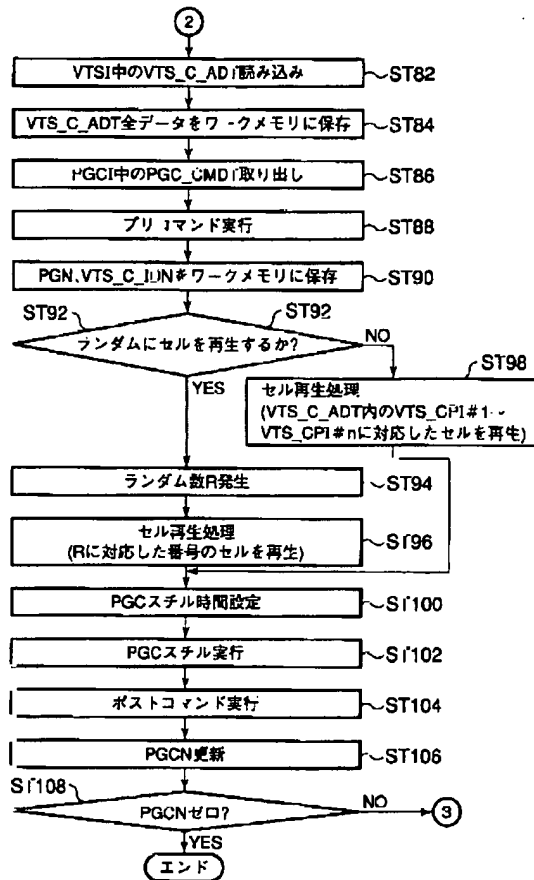 2
VTSI中のVTS_C_ADT読み込み
ST82
VTS_C_ADT全データをワークメモリに保存
ST84
PGCI中のPGC_CMDT取り出し
ST86
プリコマンド実行
ST88
PGN、VTS_C_IDN#ワークメモリに保存
ST90
ST92
ST92
ランダムにセルを再生するか?
NO
YES
ST98
セル再生処理
(VTS_C_ADT内のVTS_CPI#1~
VTS_CPI#nに対応したセルを再生)
ランダム数R発生
ST94
セル再生処理
(Rに対応した番号のセルを再生)
ST96
PGCスチル時間設定
ST100
PGCスチル実行
ST102
ポストコマンド実行
ST104
PGCN更新
ST106
ST108
PGCNゼロ?
NO
3
YES
エンド